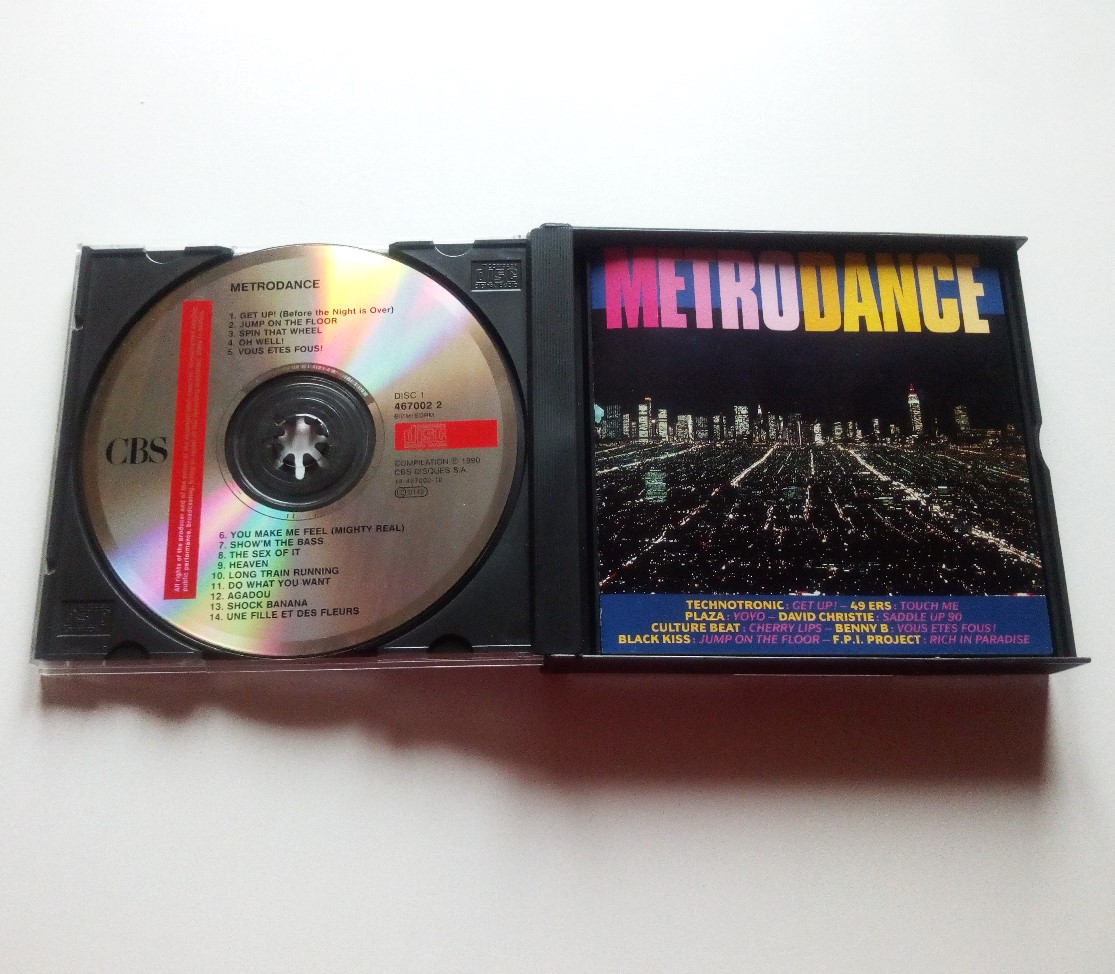 METRODANCE
1. GET UP! (Before the Night is Over)
2. JUMP ON THE FLOOR
3. SPIN THAT WHEEL
4. OH WELL!
5. VOUS ETES FOUS!
CBS
DISC 1
467002 2
COMPILATION ℗ 1990
CBS DISQUES S.A.
6. YOU MAKE ME FEEL (MIGHTY REAL)
7. SHOW'M THE BASS
8. THE SEX OF IT
9. HEAVEN
10. LONG TRAIN RUNNING
11. DO WHAT YOU WANT
12. AGADOU
13. SHOCK BANANA
14. UNE FILLE ET DES FLEURS
METRODANCE
TECHNOTRONIC : GET UP! – 49 ERS : TOUCH ME
PLAZA : YOYO – DAVID CHRISTIE : SADDLE UP 90
CULTURE BEAT : CHERRY LIPS – BENNY B : VOUS ETES FOUS!
BLACK KISS : JUMP ON THE FLOOR – F.P.I. PROJECT : RICH IN PARADISE